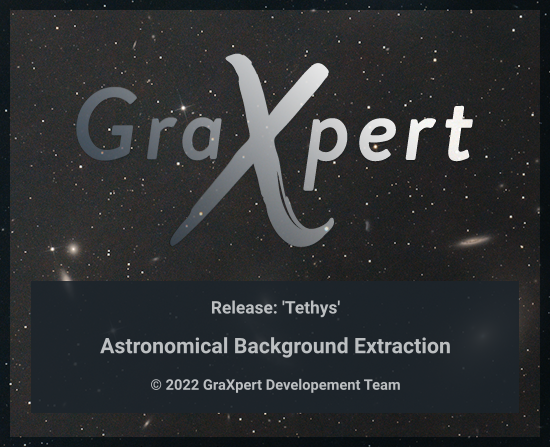 GraXpert
Release: 'Tethys'
Astronomical Background Extraction
© 2022 GraXpert Developement Team